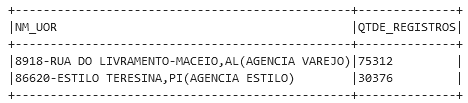 +-----------------------------------------------+--------------+
|NM_UOR                                         |QTDE_REGISTROS|
+-----------------------------------------------+--------------+
|8918-RUA DO LIVRAMENTO-MACEIO,AL(AGENCIA VAREJO)|75312         |
|86620-ESTILO TERESINA,PI(AGENCIA ESTILO)       |30376         |
+-----------------------------------------------+--------------+